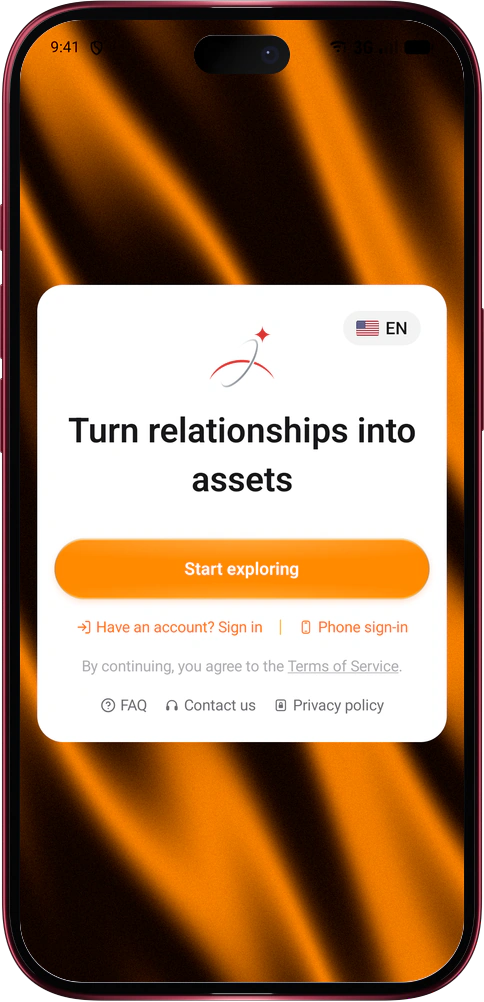 9:41
3G
EN
Turn relationships into
assets
Start exploring
Have an account? Sign in | Phone sign-in
By continuing, you agree to the Terms of Service.
FAQ Contact us Privacy policy